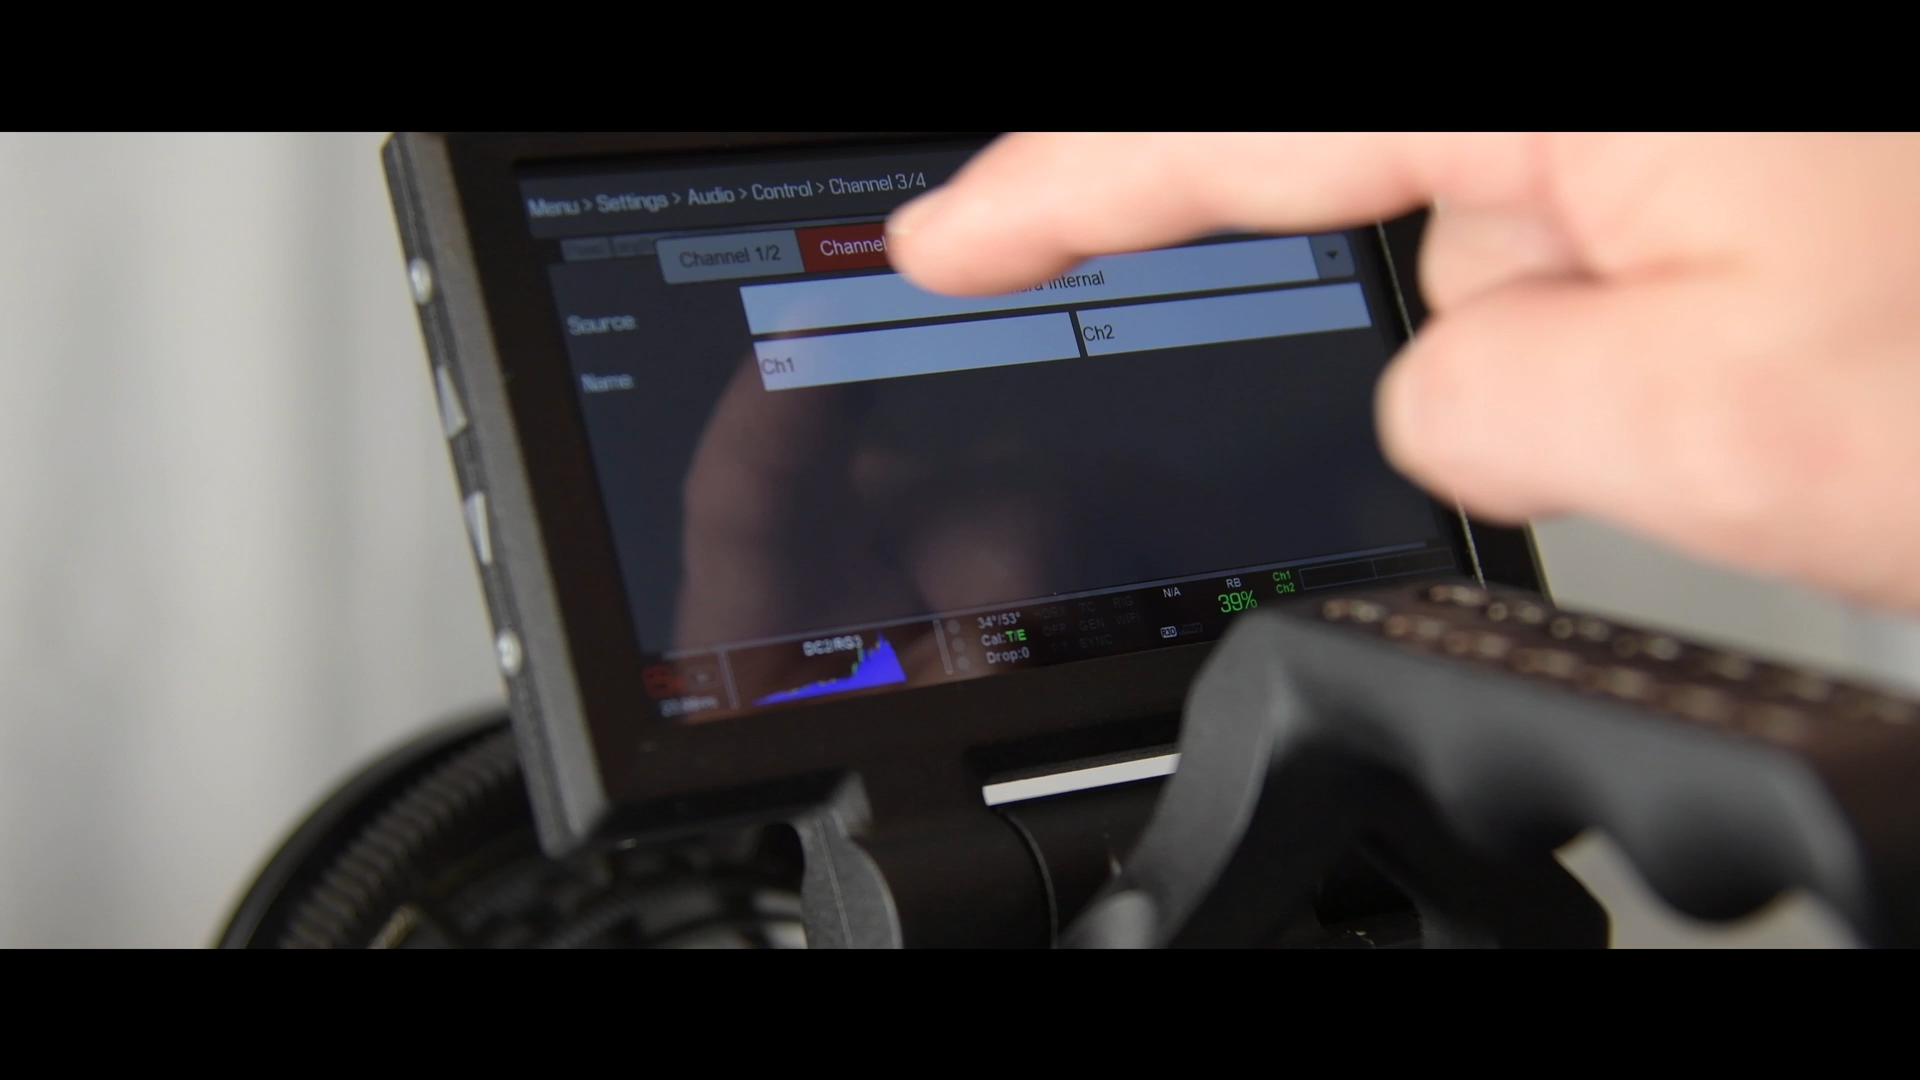 Menu > Settings > Audio > Control > Channel 3/4
Channel 1/2 Channel
Source Internal
Name Ch1 Ch2
34°/53°
Cal:T/E
Drop:0
N/A
RB
39%
Ch1
Ch2